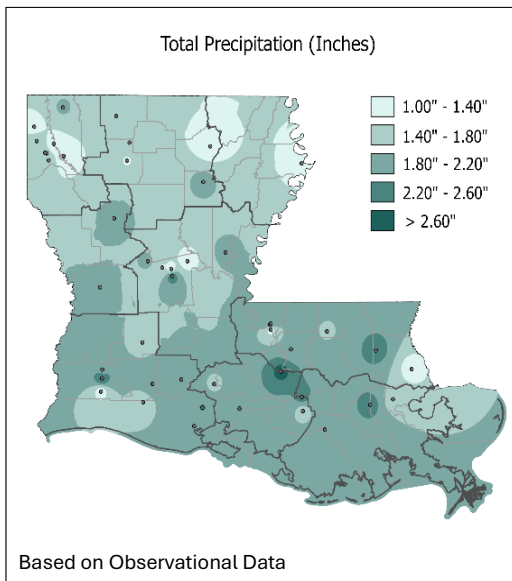 Total Precipitation (Inches)
1.00" - 1.40"
1.40" - 1.80"
1.80" - 2.20"
2.20" - 2.60"
> 2.60"
Based on Observational Data